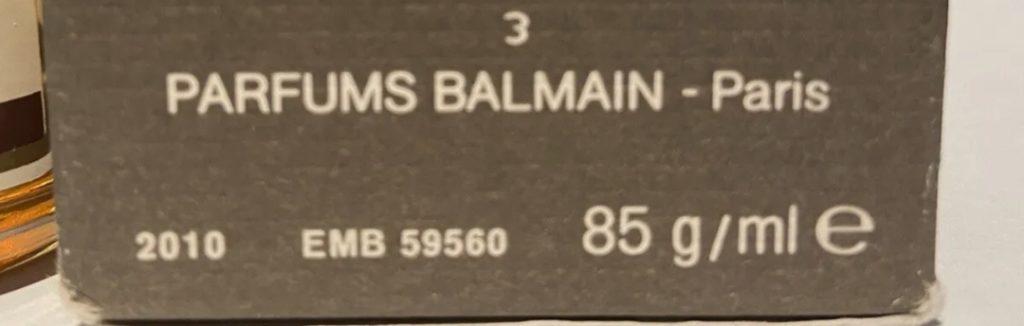 3
PARFUMS BALMAIN - Paris
2010 EMB 59560 85 g/ml ℮